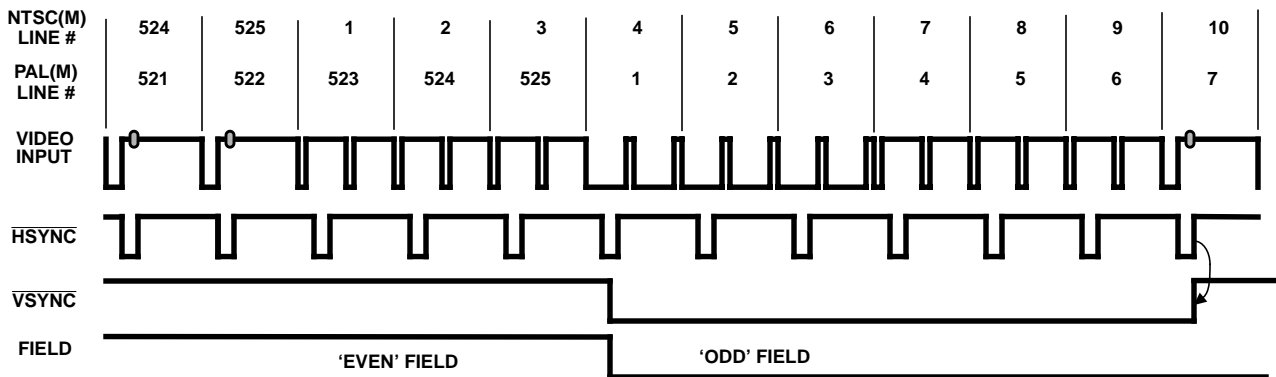 NTSC(M)
LINE #
524 525 1 2 3 4 5 6 7 8 9 10
PAL(M)
LINE #
521 522 523 524 525 1 2 3 4 5 6 7
VIDEO
INPUT
HSYNC
VSYNC
FIELD
‘EVEN’ FIELD
‘ODD’ FIELD